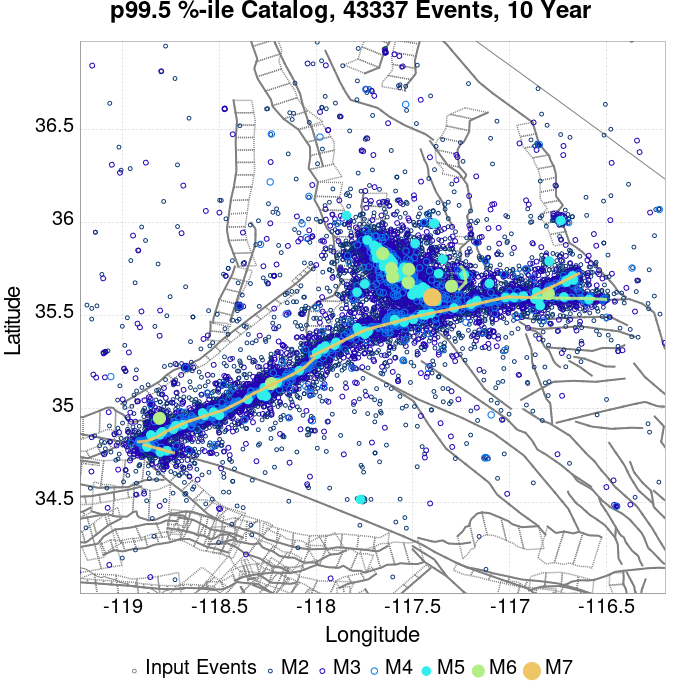 p99.5 %-ile Catalog, 43337 Events, 10 Year
36.5
36
35.5
35
34.5
Latitude
-119 -118.5 -118 -117.5 -117 -116.5
Longitude
Input Events M2 M3 M4 M5 M6 M7